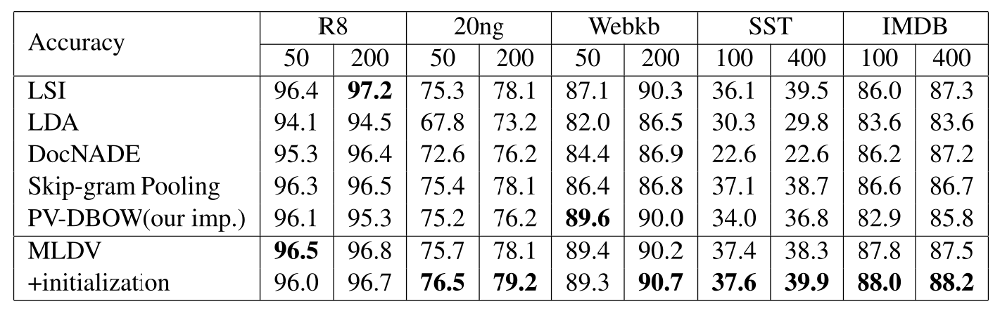 Accuracy R8 20ng Webkb SST IMDB
50 200 50 200 50 200 100 400 100 400
LSI 96.4 97.2 75.3 78.1 87.1 90.3 36.1 39.5 86.0 87.3
LDA 94.1 94.5 67.8 73.2 82.0 86.5 30.3 29.8 83.6 83.6
DocNADE 95.3 96.4 72.6 76.2 84.4 86.9 22.6 22.6 86.2 87.2
Skip-gram Pooling 96.3 96.5 75.4 78.1 86.4 86.8 37.1 38.7 86.6 86.7
PV-DBOW(our imp.) 96.1 95.3 75.2 76.2 89.6 90.0 34.0 36.8 82.9 85.8
MLDV 96.5 96.8 75.7 78.1 89.4 90.2 37.4 38.3 87.8 87.5
+initialization 96.0 96.7 76.5 79.2 89.3 90.7 37.6 39.9 88.0 88.2